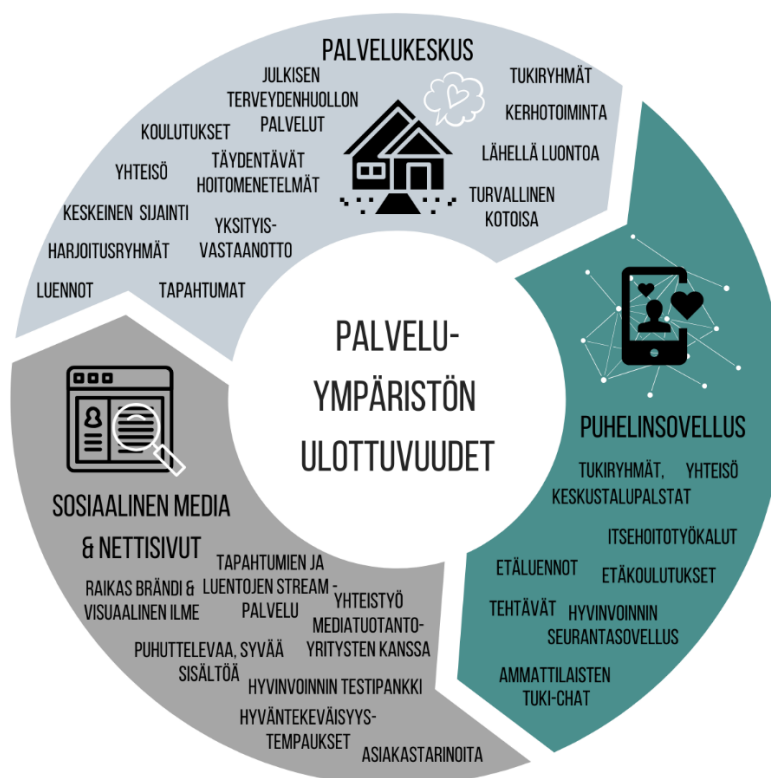 PALVELUKESKUS
JULKISEN
TERVEYDENHUOLLON
PALVELUT
KOULUTUKSET
YHTEISÖ
TÄYDENTÄVÄT
HOITOMENETELMÄT
KESKEINEN SIJAINTI
YKSITYIS-
VASTAANOTTO
HARJOITUSRYHMÄT
LUENNOT
TAPAHTUMAT
TUKIRYHMÄT
KERHOTOIMINTA
LÄHELLÄ LUONTOA
TURVALLINEN
KOTOISA
PALVELU-
YMPÄRISTÖN
ULOTTUVUUDET
PUHELINSOVELLUS
TUKIRYHMÄT,
KESKUSTALUPALSTAT
YHTEISÖ
ITSEHOITOTYÖKALUT
ETÄLUENNOT
ETÄKOULUTUKSET
TEHTÄVÄT
HYVINVOINNIN
SEURANTASOVELLUS
AMMATTILAISTEN
TUKI-CHAT
SOSIAALINEN MEDIA
& NETTISIVUT
RAIKAS BRÄNDI &
VISUAALINEN ILME
TAPAHTUMIEN JA
LUENTOJEN STREAM -
PALVELU
YHTEISTYÖ
MEDIATUOTANTO-
YRITYSTEN KANSSA
PUHUTTELEVAA, SYVÄÄ
SISÄLTÖÄ
HYVINVOINNIN TESTIPANKKI
HYVÄNTEKEVÄISYYS-
TEMPAUKSET
ASIAKASTARINOITA